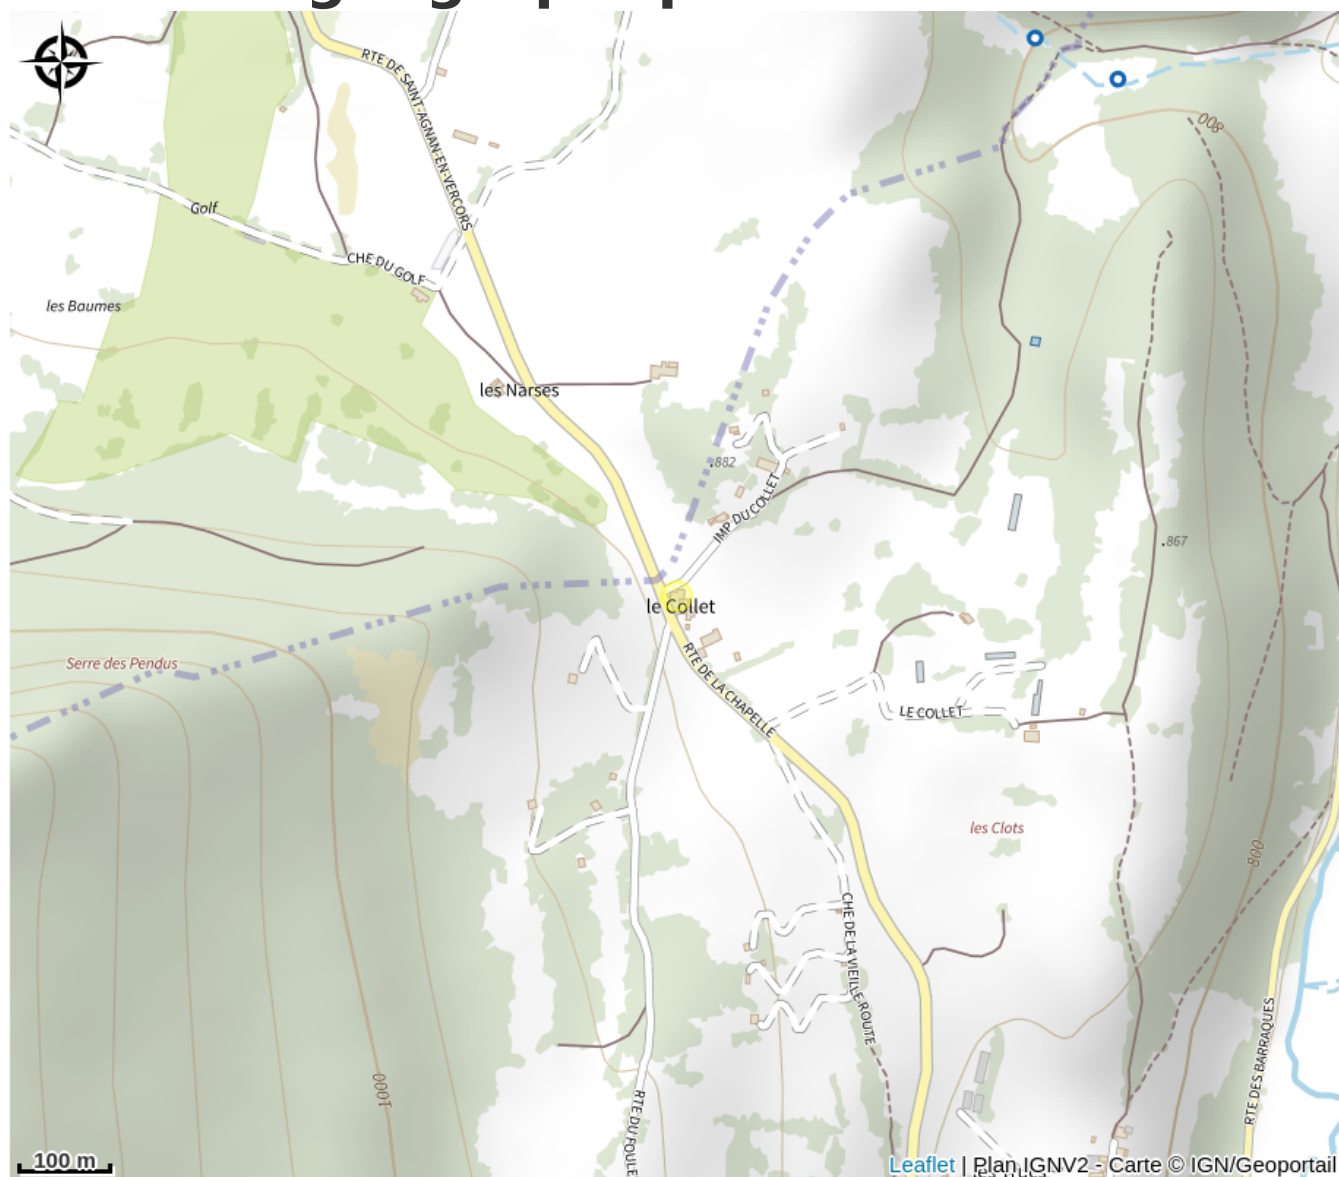 RTE DE SAINT-AGNAN-EN-VERCORS
800
Golf
CHE DU GOLF
les Baumes
les Narses
.882
IMP DU COLLET
.867
le Collet
Serre des Pendus
RTE DE LA CHAPELLE
LE COLLET
les Clots
800
CHE DE LA VIEILLE ROUTE
RTE DES BARRAQUES
1000
RTE DU FOULE
100 m
Leaflet | Plan IGNV2 - Carte © IGN/Geoportail